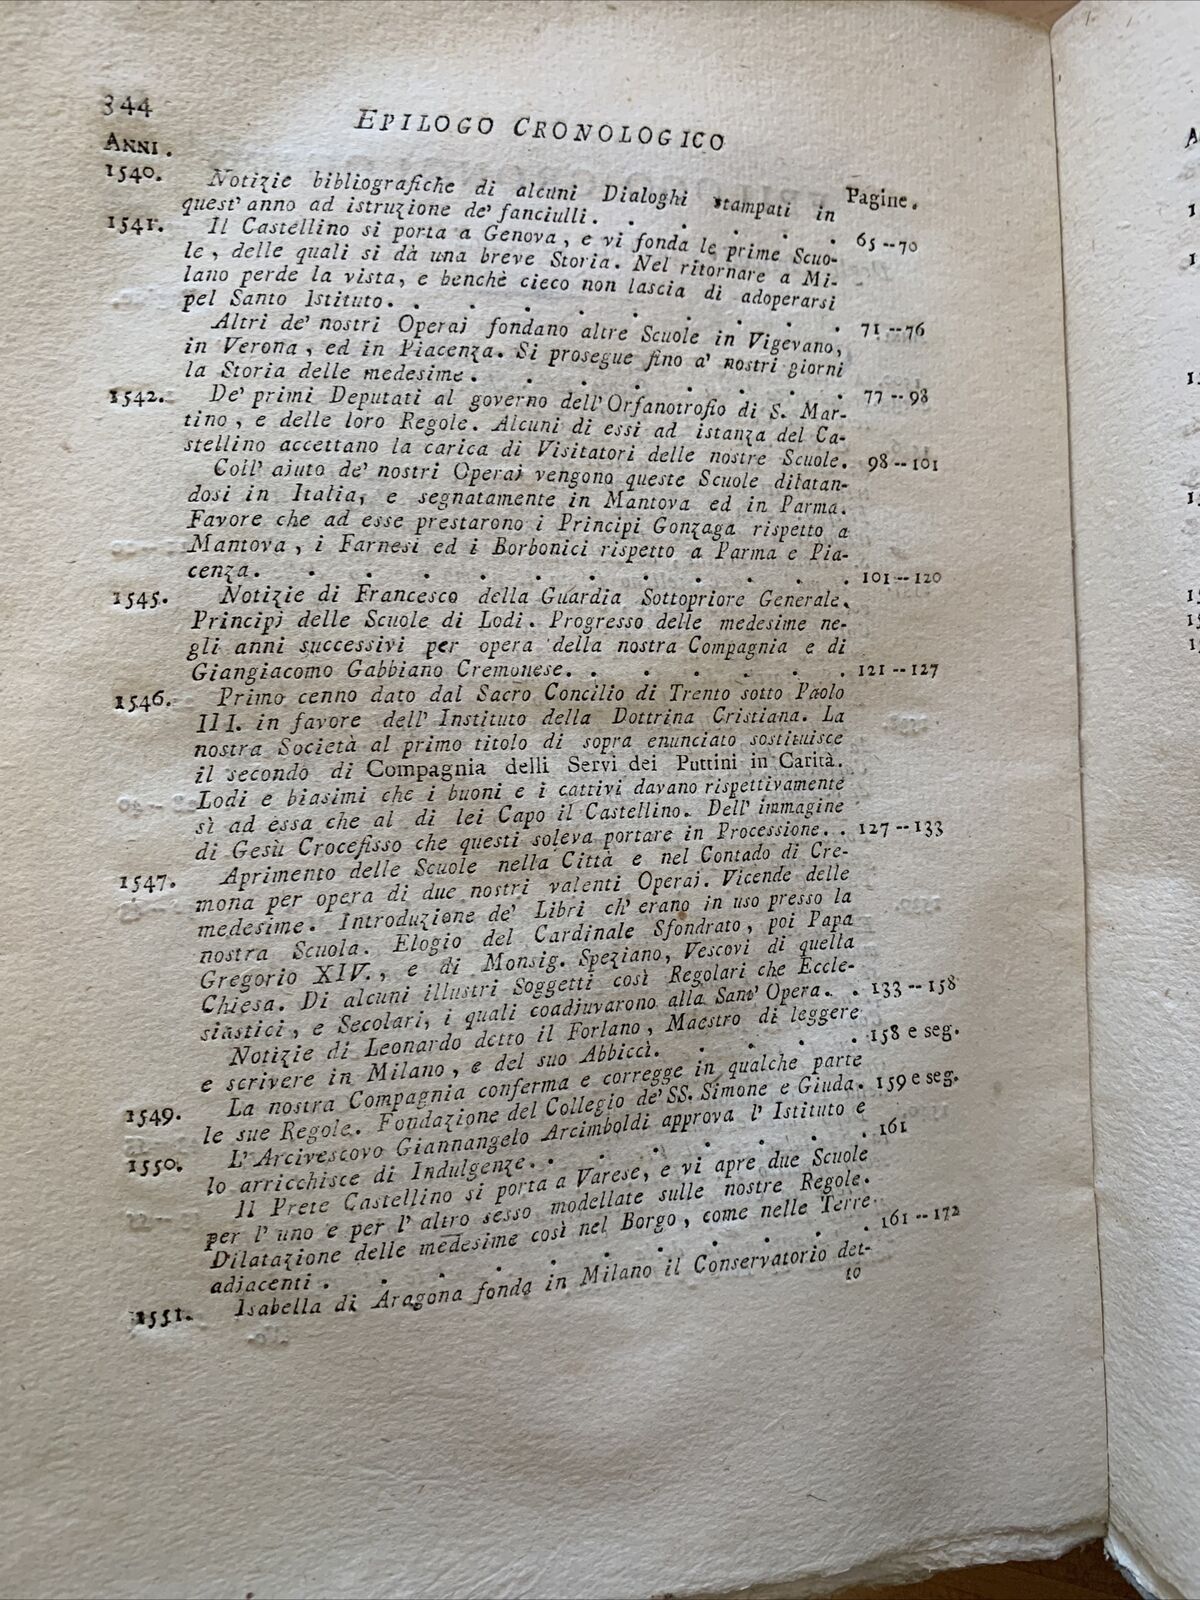 344
EPILOGO CRONOLOGICO
ANNI.
Pagine.
1540. Notizie bibliografiche di alcuni Dialoghi stampati in
quest' anno ad istruzione de' fanciulli. . . . . . 65--70
1541. Il Castellino si porta a Genova, e vi fonda le prime Scuo-
le, delle quali si dà una breve Storia. Nel ritornare a Mi-
lano perde la vista, e benchè cieco non lascia di adoperarsi
pel Santo Istituto. . . . . . . . . 71--76
Altri de' nostri Operaj fondano altre Scuole in Vigevano,
in Verona, ed in Piacenza. Si prosegue fino a' nostri giorni
la Storia delle medesime. . . . . . . . 77--98
1542. De' primi Deputati al governo dell' Orfanotrofio di S. Mar-
tino, e delle loro Regole. Alcuni di essi ad istanza del Ca-
stellino accettano la carica di Visitatori delle nostre Scuole. 98--101
Coll' ajuto de' nostri Operaj vengono queste Scuole dilatan-
dosi in Italia, e segnatamente in Mantova ed in Parma.
Favore che ad esse prestarono i Principi Gonzaga rispetto a
Mantova, i Farnesi ed i Borbonici rispetto a Parma e Pia-
cenza. . . . . . . . . . . . 101--120
1545. Notizie di Francesco della Guardia Sottopriore Generale.
Principj delle Scuole di Lodi. Progresso delle medesime ne-
gli anni successivi per opera della nostra Compagnia e di
Giangiacomo Gabbiano Cremonese. . . . . . . 121--127
1546. Primo cenno dato dal Sacro Concilio di Trento sotto Paolo
III. in favore dell' Instituto della Dottrina Cristiana. La
nostra Società al primo titolo di sopra enunciato sostituisce
il secondo di Compagnia delli Servi dei Puttini in Carità.
Lodi e biasimi che i buoni e i cattivi davano rispettivamente
sì ad essa che al di lei Capo il Castellino. Dell' immagine
di Gesù Crocefisso che questi soleva portare in Processione. . 127--133
1547. Aprimento delle Scuole nella Città e nel Contado di Cre-
mona per opera di due nostri valenti Operaj. Vicende delle
medesime. Introduzione de' Libri ch' erano in uso presso la
nostra Scuola. Elogio del Cardinale Sfondrato, poi Papa
Gregorio XIV., e di Monsig. Speziano, Vescovi di quella
Chiesa. Di alcuni illustri Soggetti così Regolari che Eccle-
siastici, e Secolari, i quali coadjuvarono alla Sant' Opera. . 133--158
Notizie di Leonardo detto il Forlano, Maestro di leggere
e scrivere in Milano, e del suo Abbiccì. . . . . . 158 e seg.
1549. La nostra Compagnia conferma e corregge in qualche parte
le sue Regole. Fondazione del Collegio de' SS. Simone e Giuda. 159 e seg.
1550. L' Arcivescovo Giannangelo Arcimboldi approva l' Istituto e
lo arricchisce di Indulgenze. . . . . . . . 161
Il Prete Castellino si porta a Varese, e vi apre due Scuole
per l' uno e per l' altro sesso modellate sulle nostre Regole.
Dilatazione delle medesime così nel Borgo, come nelle Terre
adjacenti. . . . . . . . . . . 161--172
1551. Isabella di Aragona fonda in Milano il Conservatorio det-
to